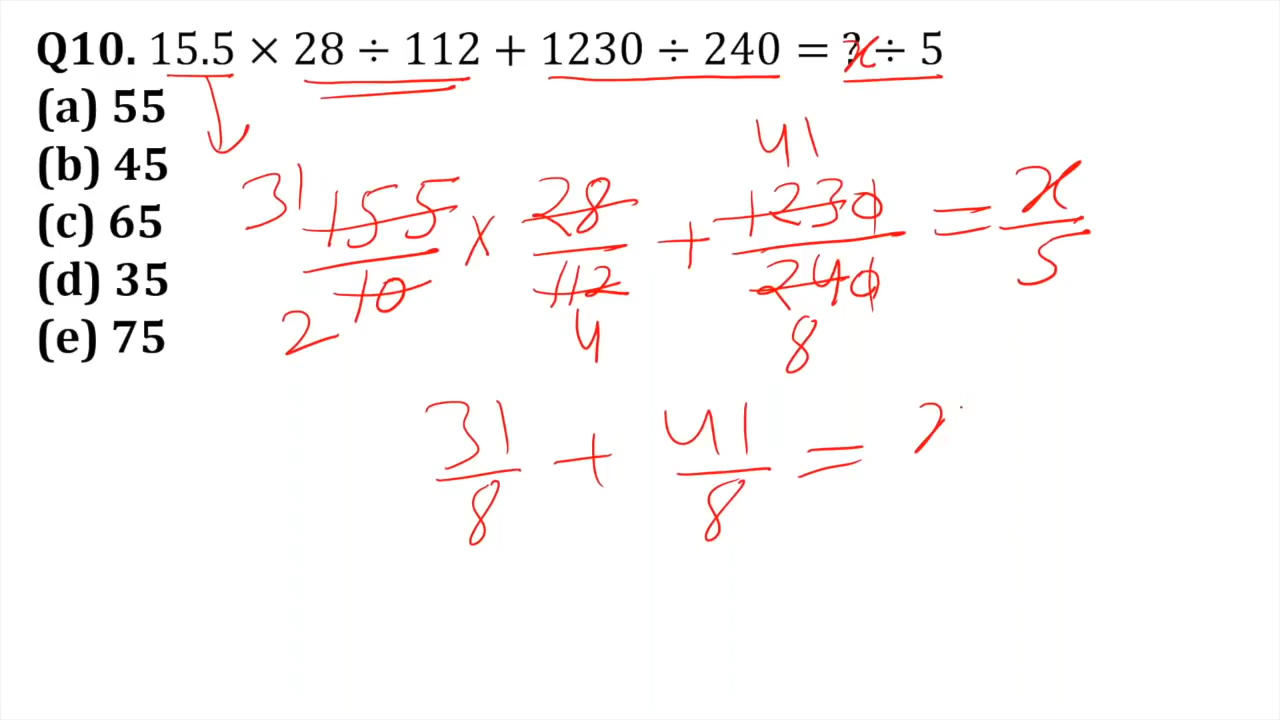 Q10. 15.5 × 28 ÷ 112 + 1230 ÷ 240 = ? x ÷ 5
(a) 55
(b) 45
(c) 65
(d) 35
(e) 75
41
31 155/10 × 28/112 + 1230/240 = x/5
2 4 8
31/8 + 41/8 =